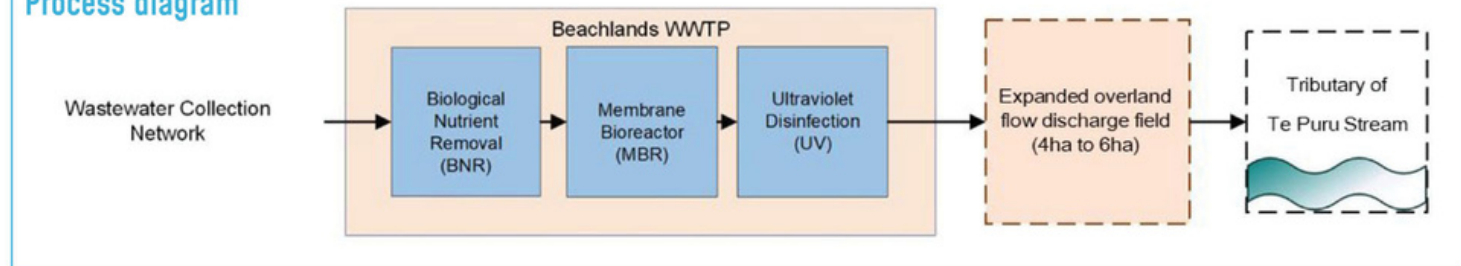 Process diagram
Beachlands WWTP
Wastewater Collection
Network
Biological
Nutrient
Removal
(BNR)
Membrane
Bioreactor
(MBR)
Ultraviolet
Disinfection
(UV)
Expanded overland
flow discharge field
(4ha to 6ha)
Tributary of
Te Puru Stream